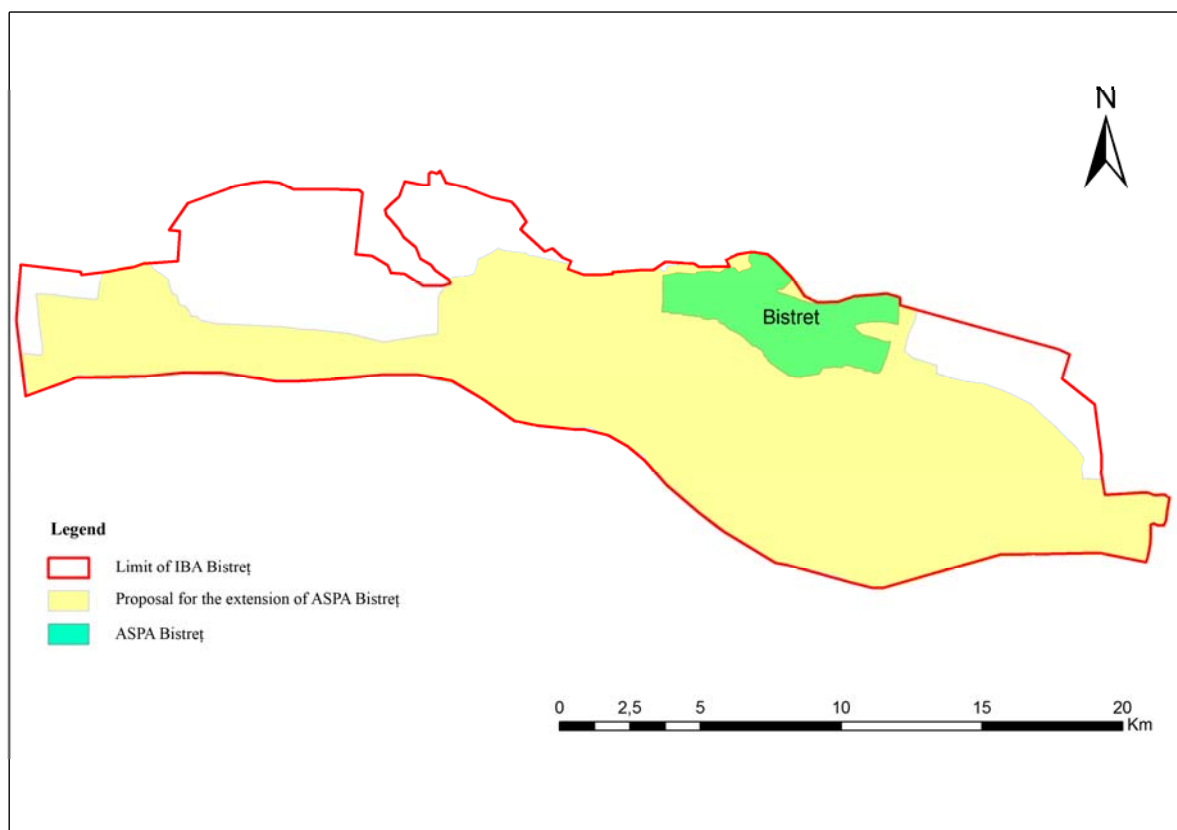 N
Bistret
Legend
Limit of IBA Bistreț
Proposal for the extension of ASPA Bistreț
ASPA Bistreț
0 2,5 5 10 15 20
Km